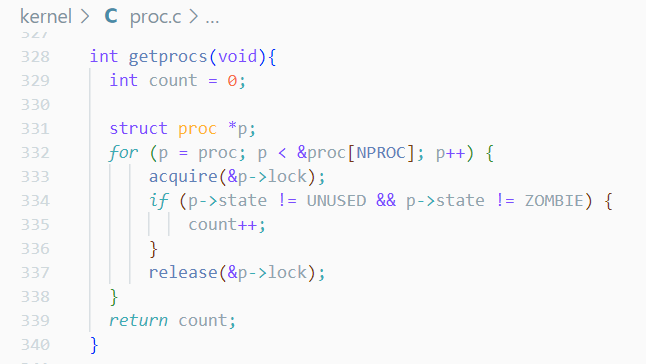 kernel > C proc.c > ...
327
328 int getprocs(void){
329 int count = 0;
330
331 struct proc *p;
332 for (p = proc; p < &proc[NPROC]; p++) {
333 acquire(&p->lock);
334 if (p->state != UNUSED && p->state != ZOMBIE) {
335 count++;
336 }
337 release(&p->lock);
338 }
339 return count;
340 }